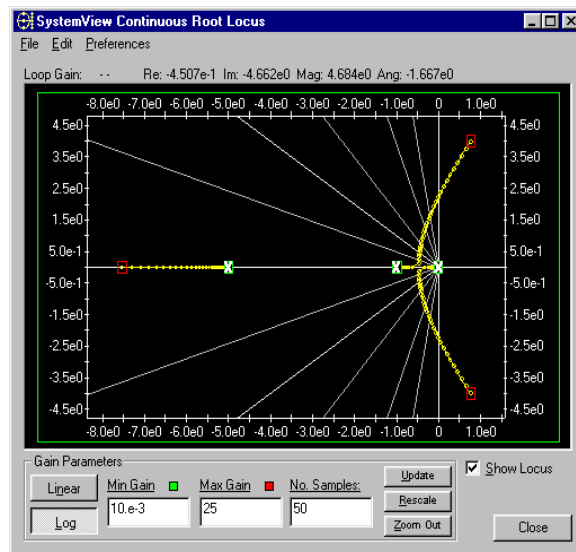 SystemView Continuous Root Locus
File Edit Preferences
Loop Gain: -- Re: -4.507e-1 Im: -4.662e0 Mag: 4.684e0 Ang: -1.667e0
-8.0e0 -7.0e0 -6.0e0 -5.0e0 -4.0e0 -3.0e0 -2.0e0 -1.0e0 0 1.0e0
4.5e0 4.5e0
3.5e0 3.5e0
2.5e0 2.5e0
1.5e0 1.5e0
5.0e-1 5.0e-1
-5.0e-1 -5.0e-1
-1.5e0 -1.5e0
-2.5e0 -2.5e0
-3.5e0 -3.5e0
-4.5e0 -4.5e0
-8.0e0 -7.0e0 -6.0e0 -5.0e0 -4.0e0 -3.0e0 -2.0e0 -1.0e0 0 1.0e0
Gain Parameters
Linear Min Gain Max Gain No. Samples: Update Show Locus
Log 10.e-3 25 50 Rescale
Zoom Out Close